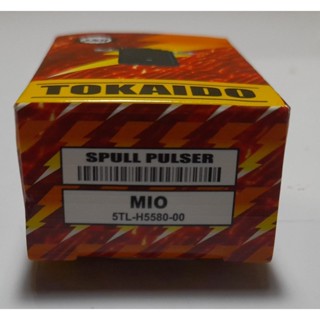 TOKAIDO
SPULL PULSER
MIO
5TL-H5580-00